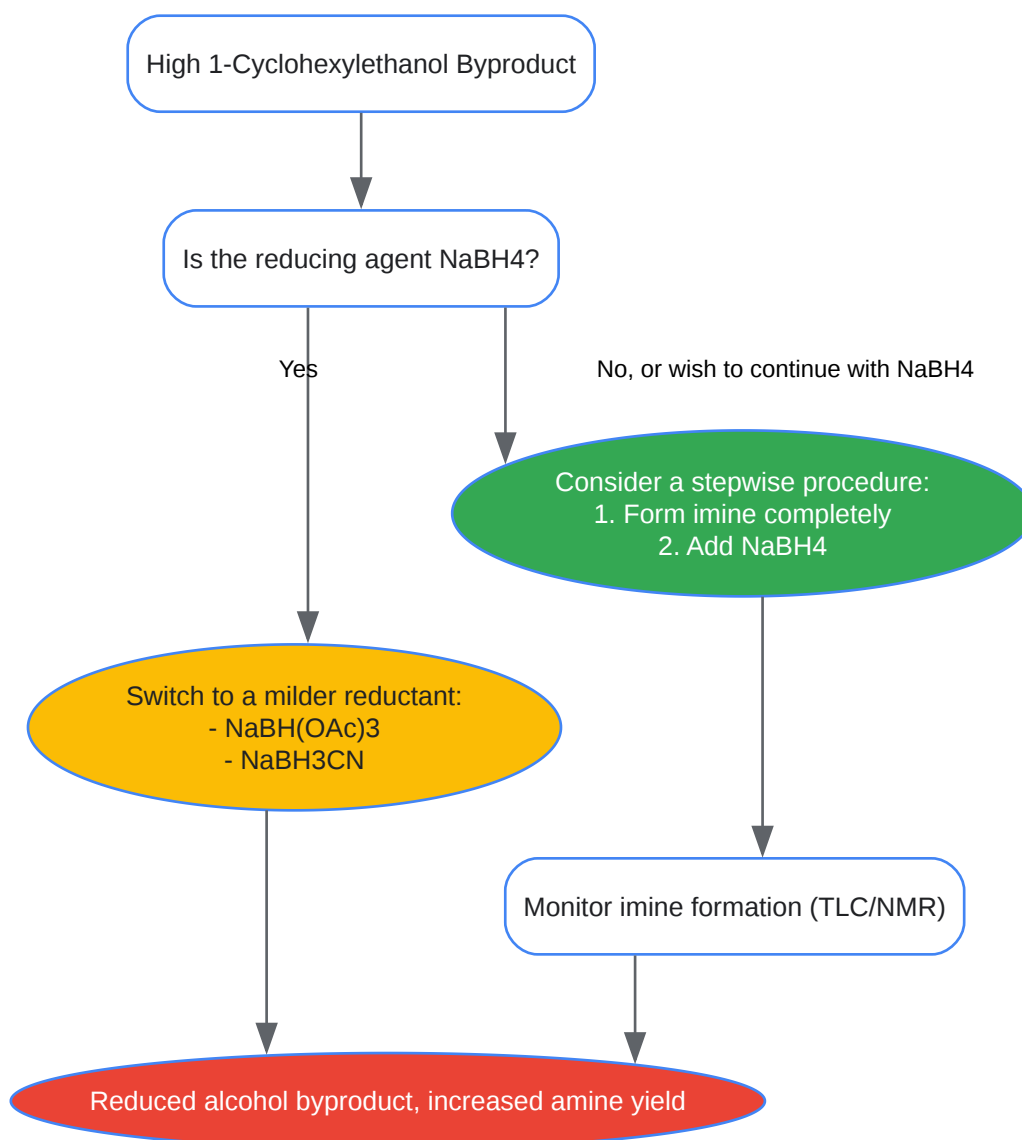 High 1-Cyclohexylethanol Byproduct
Is the reducing agent NaBH4?
Yes
No, or wish to continue with NaBH4
Consider a stepwise procedure:
1. Form imine completely
2. Add NaBH4
Switch to a milder reductant:
- NaBH(OAc)3
- NaBH3CN
Monitor imine formation (TLC/NMR)
Reduced alcohol byproduct, increased amine yield